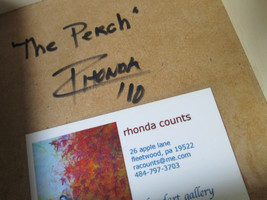 "The Perch"
Rhonda
'10
rhonda counts
26 apple lane
fleetwood, pa 19522
racounts@me.com
484-797-3703
art gallery